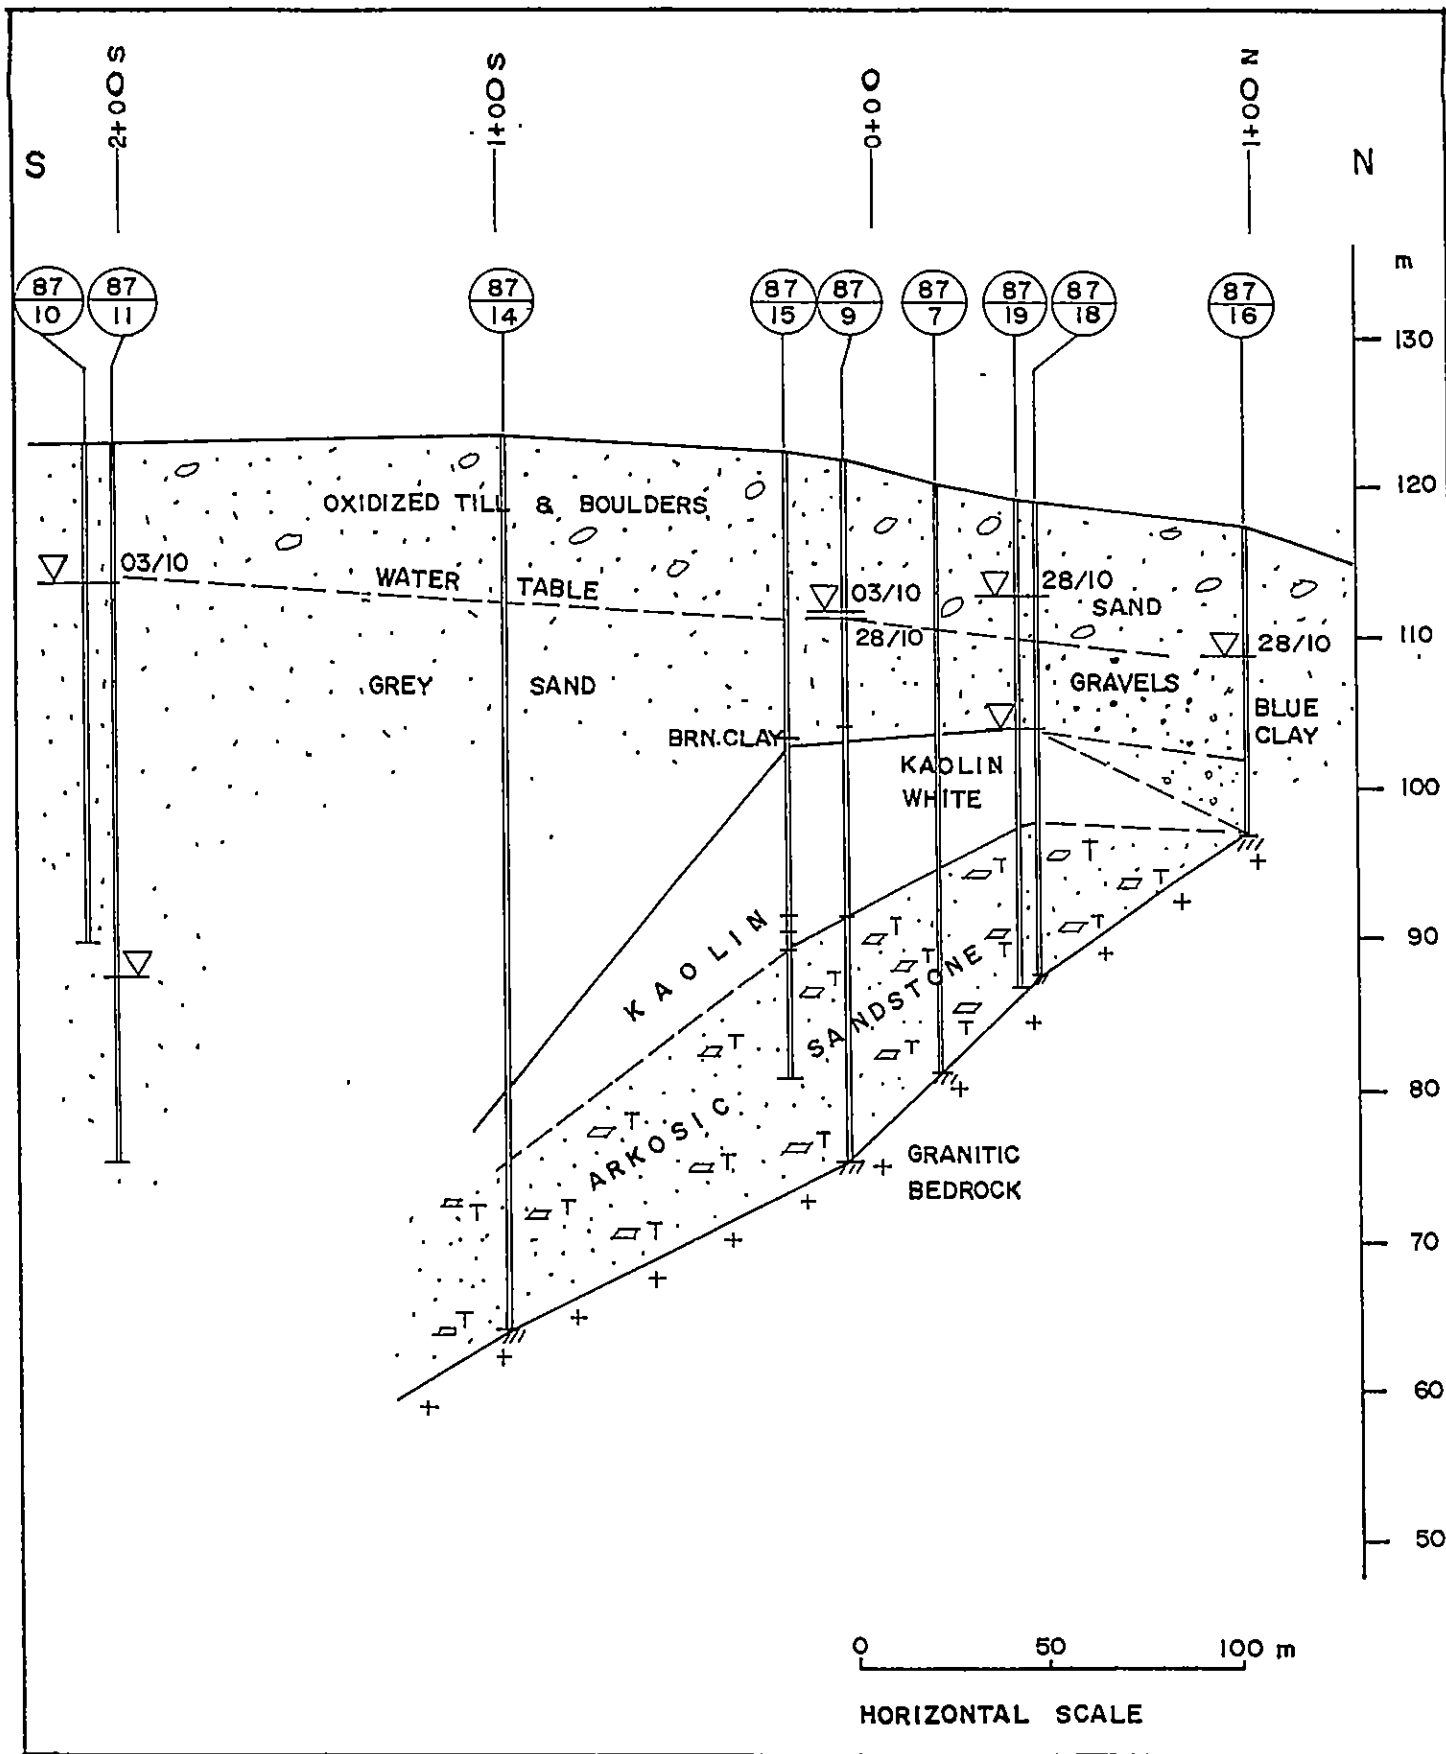 2+00 S
1+00 S
0+00
1+00 N
S
N
87 10
87 11
87 14
87 15
87 9
87 7
87 19
87 18
87 16
m
130
120
110
100
90
80
70
60
50
OXIDIZED TILL & BOULDERS
03/10
WATER TABLE
03/10
28/10
28/10
SAND
28/10
GREY SAND
GRAVELS
BLUE
CLAY
BRN. CLAY
KAOLIN
WHITE
KAOLIN
ARKOSIC SANDSTONE
T T T T T T T T T T T T T T T T T T T T
GRANITIC
BEDROCK
0 50 100 m
HORIZONTAL SCALE